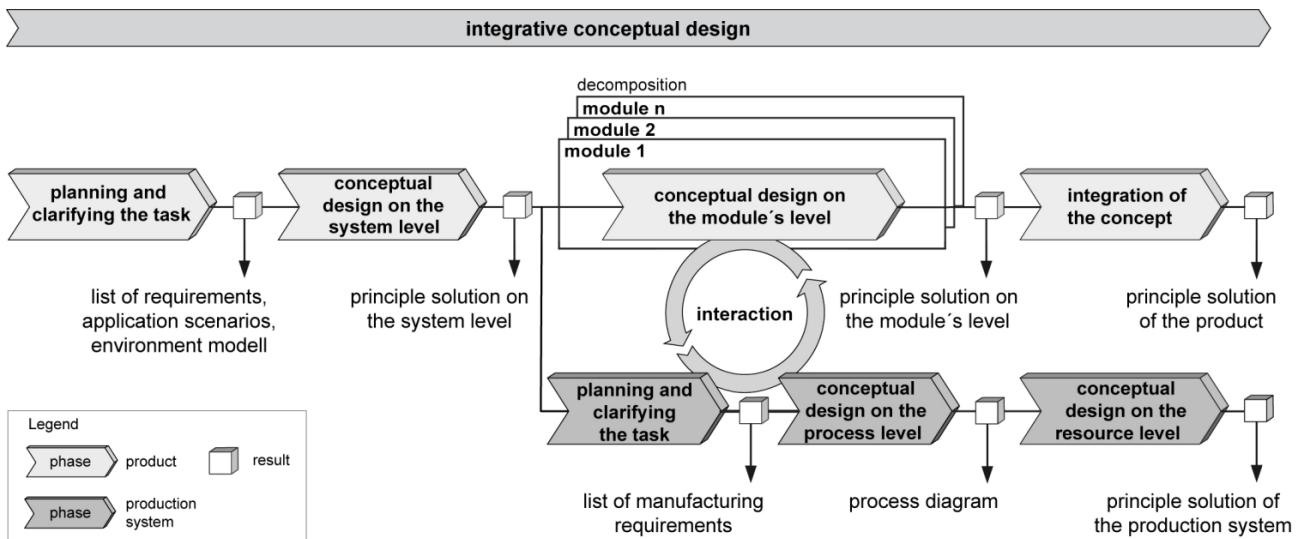 integrative conceptual design
decomposition
module n
module 2
module 1
planning and
clarifying the task
conceptual
design on the
system level
conceptual design on
the module´s level
integration of
the concept
list of requirements,
application scenarios,
environment modell
principle solution on
the system level
interaction
principle solution on
the module´s level
principle solution
of the product
planning and
clarifying
the task
conceptual
design on the
process level
conceptual
design on the
resource level
list of manufacturing
requirements
process diagram
principle solution of
the production system
Legend
phase
product
result
phase
production
system